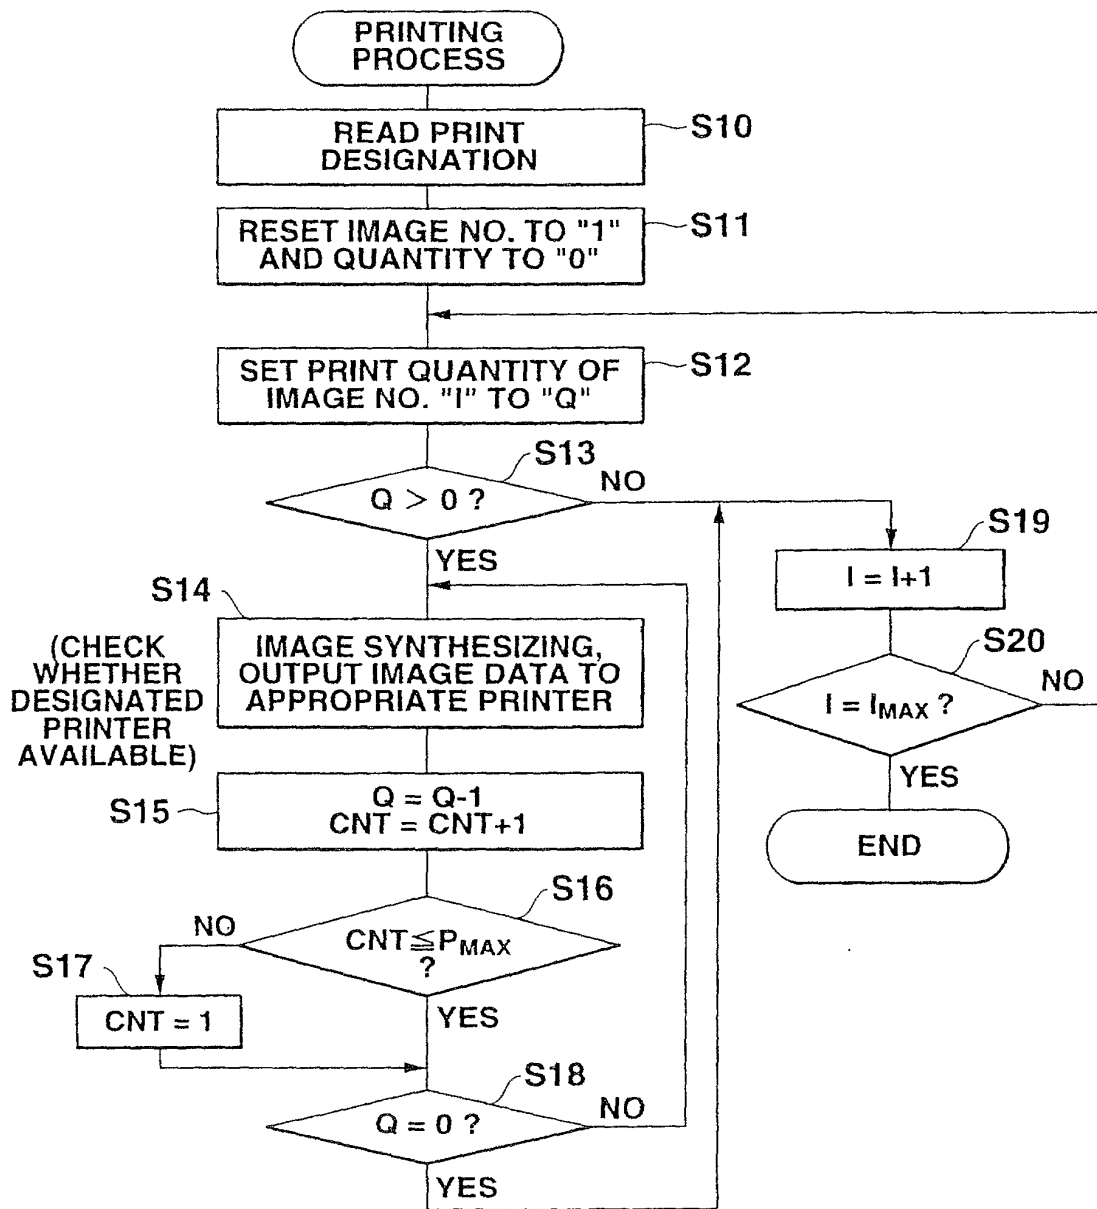 PRINTING
PROCESS
READ PRINT
DESIGNATION
S10
RESET IMAGE NO. TO "1"
AND QUANTITY TO "0"
S11
SET PRINT QUANTITY OF
IMAGE NO. "I" TO "Q"
S12
S13
Q > 0 ?
NO
YES
S14
(CHECK
WHETHER
DESIGNATED
PRINTER
AVAILABLE)
IMAGE SYNTHESIZING,
OUTPUT IMAGE DATA TO
APPROPRIATE PRINTER
S15
Q = Q-1
CNT = CNT+1
S16
CNT≦PMAX
?
NO
YES
S17
CNT = 1
S18
Q = 0 ?
NO
YES
S19
I = I+1
S20
I = IMAX ?
NO
YES
END